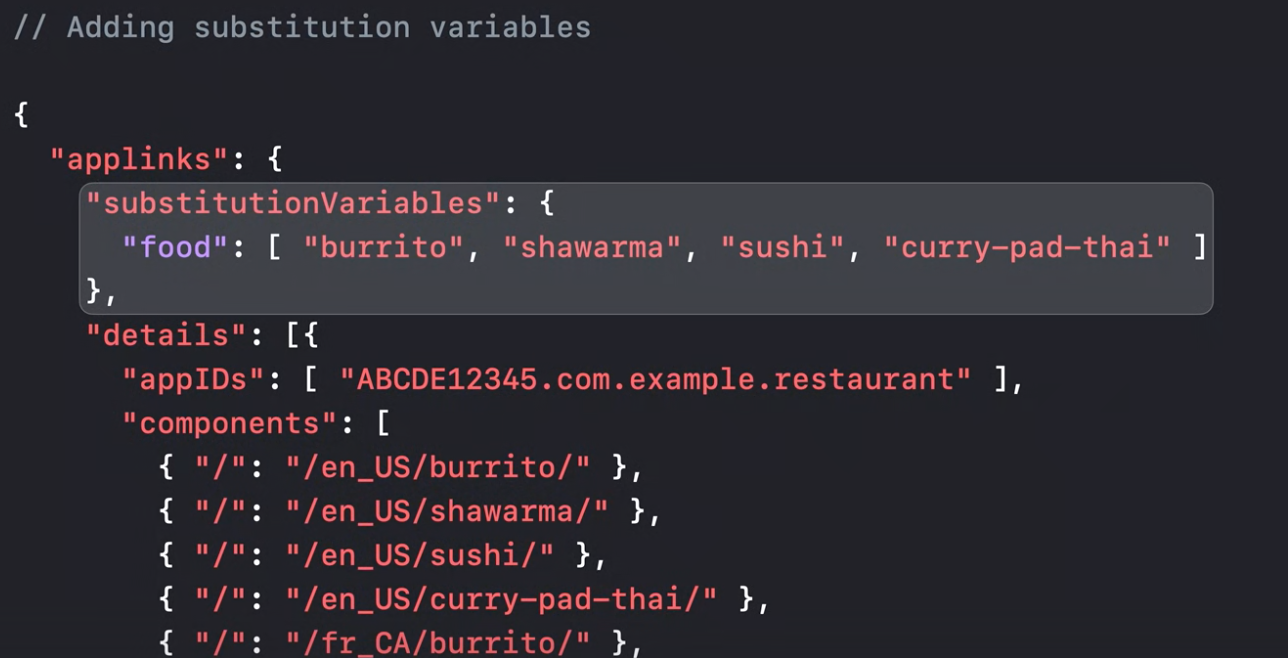 // Adding substitution variables
{
"applinks": {
"substitutionVariables": {
"food": [ "burrito", "shawarma", "sushi", "curry-pad-thai" ]
},
"details": [{
"appIDs": [ "ABCDE12345.com.example.restaurant" ],
"components": [
{ "/": "/en_US/burrito/" },
{ "/": "/en_US/shawarma/" },
{ "/": "/en_US/sushi/" },
{ "/": "/en_US/curry-pad-thai/" },
{ "/": "/fr_CA/burrito/" },